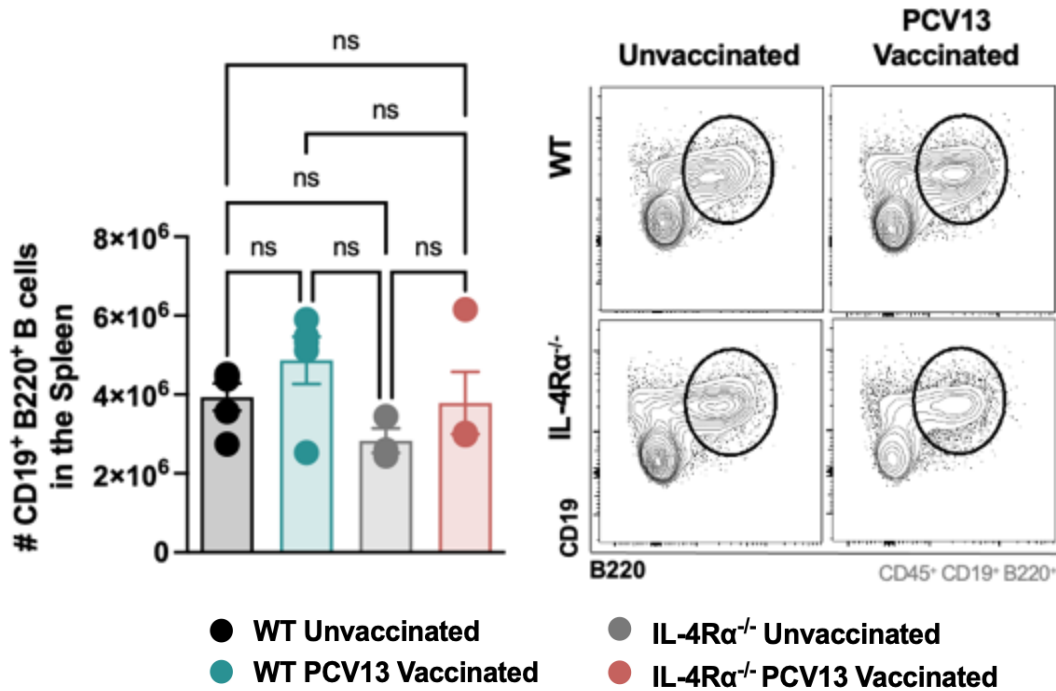 ns
ns
ns
ns
ns
ns
# CD19⁺ B220⁺ B cells
in the Spleen
8×10⁶
6×10⁶
4×10⁶
2×10⁶
0
Unvaccinated
PCV13
Vaccinated
WT
IL-4Rα⁻/⁻
CD19
B220
CD45⁺ CD19⁺ B220⁺
WT Unvaccinated
WT PCV13 Vaccinated
IL-4Rα⁻/⁻ Unvaccinated
IL-4Rα⁻/⁻ PCV13 Vaccinated